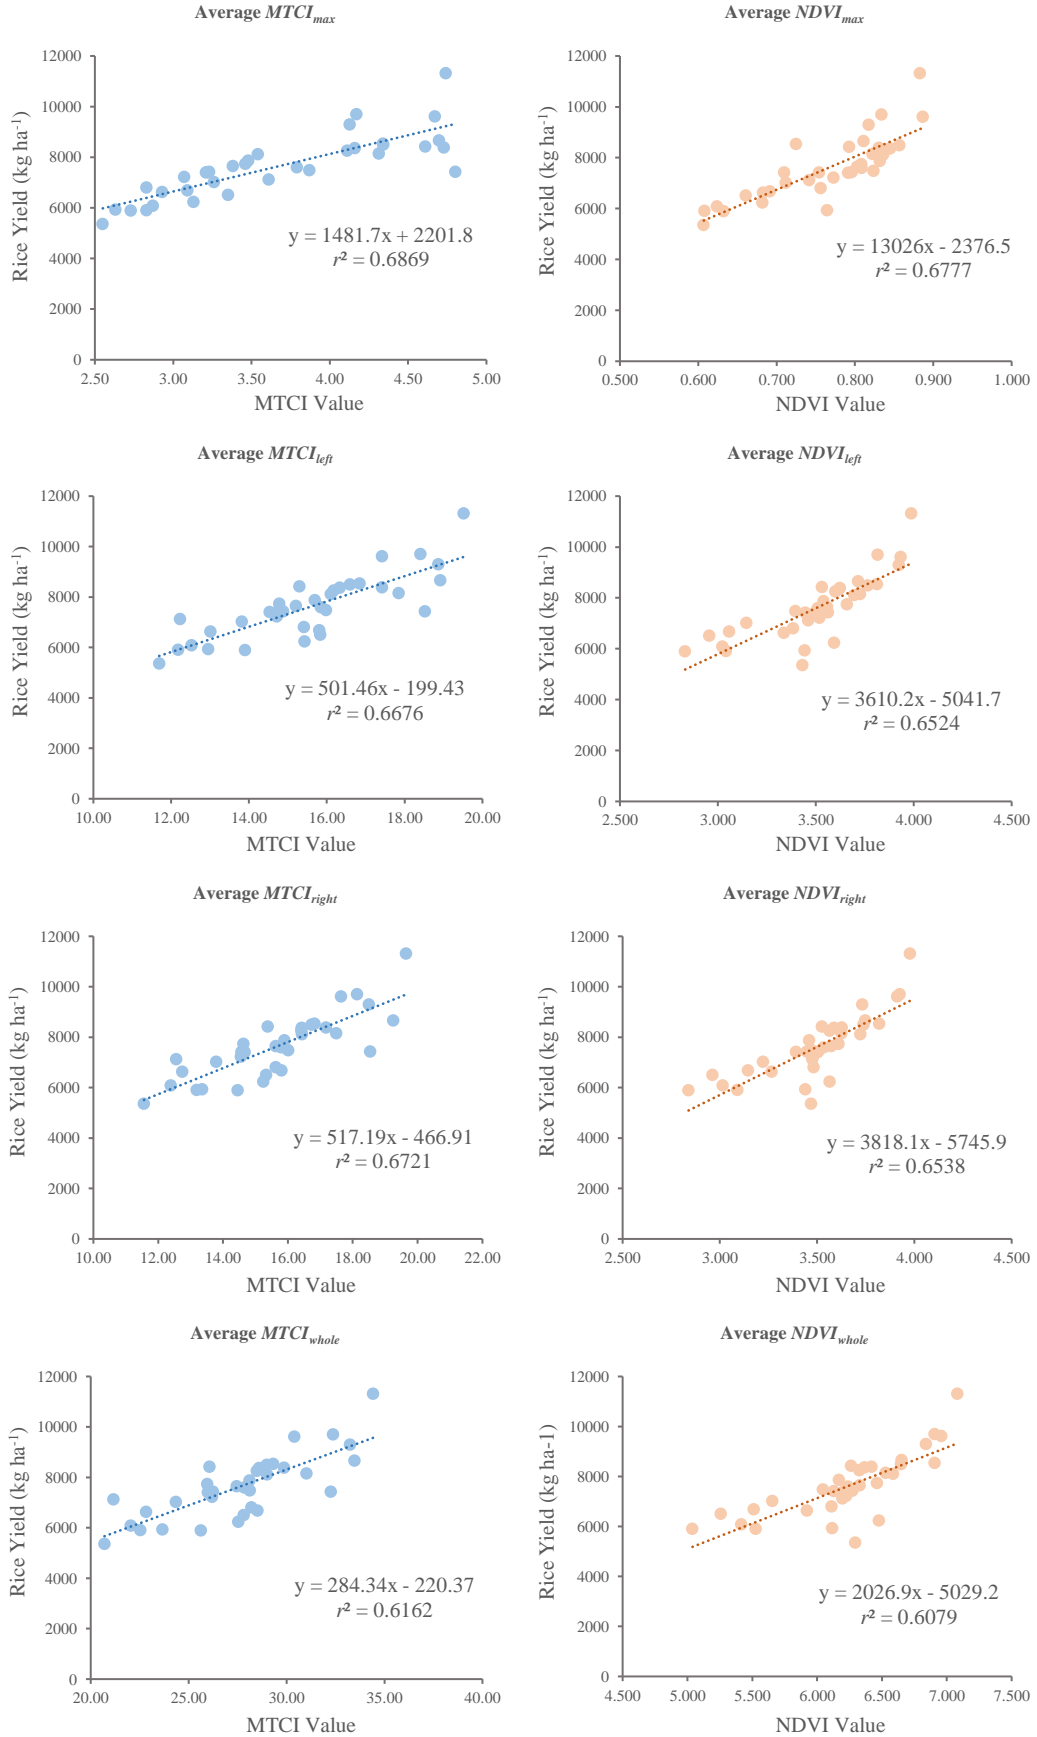 Average MTCImax
12000
10000
8000
6000
4000
2000
0
Rice Yield (kg ha-1)
y = 1481.7x + 2201.8
r² = 0.6869
2.50 3.00 3.50 4.00 4.50 5.00
MTCI Value
Average NDVImax
12000
10000
8000
6000
4000
2000
0
Rice Yield (kg ha-1)
y = 13026x - 2376.5
r² = 0.6777
0.500 0.600 0.700 0.800 0.900 1.000
NDVI Value
Average MTCIleft
12000
10000
8000
6000
4000
2000
0
Rice Yield (kg ha-1)
y = 501.46x - 199.43
r² = 0.6676
10.00 12.00 14.00 16.00 18.00 20.00
MTCI Value
Average NDVIleft
12000
10000
8000
6000
4000
2000
0
Rice Yield (kg ha-1)
y = 3610.2x - 5041.7
r² = 0.6524
2.500 3.000 3.500 4.000 4.500
NDVI Value
Average MTCIright
12000
10000
8000
6000
4000
2000
0
Rice Yield (kg ha-1)
y = 517.19x - 466.91
r² = 0.6721
10.00 12.00 14.00 16.00 18.00 20.00 22.00
MTCI Value
Average NDVIright
12000
10000
8000
6000
4000
2000
0
Rice Yield (kg ha-1)
y = 3818.1x - 5745.9
r² = 0.6538
2.500 3.000 3.500 4.000 4.500
NDVI Value
Average MTCIwhole
12000
10000
8000
6000
4000
2000
0
Rice Yield (kg ha-1)
y = 284.34x - 220.37
r² = 0.6162
20.00 25.00 30.00 35.00 40.00
MTCI Value
Average NDVIwhole
12000
10000
8000
6000
4000
2000
0
Rice Yield (kg ha-1)
y = 2026.9x - 5029.2
r² = 0.6079
4.500 5.000 5.500 6.000 6.500 7.000 7.500
NDVI Value